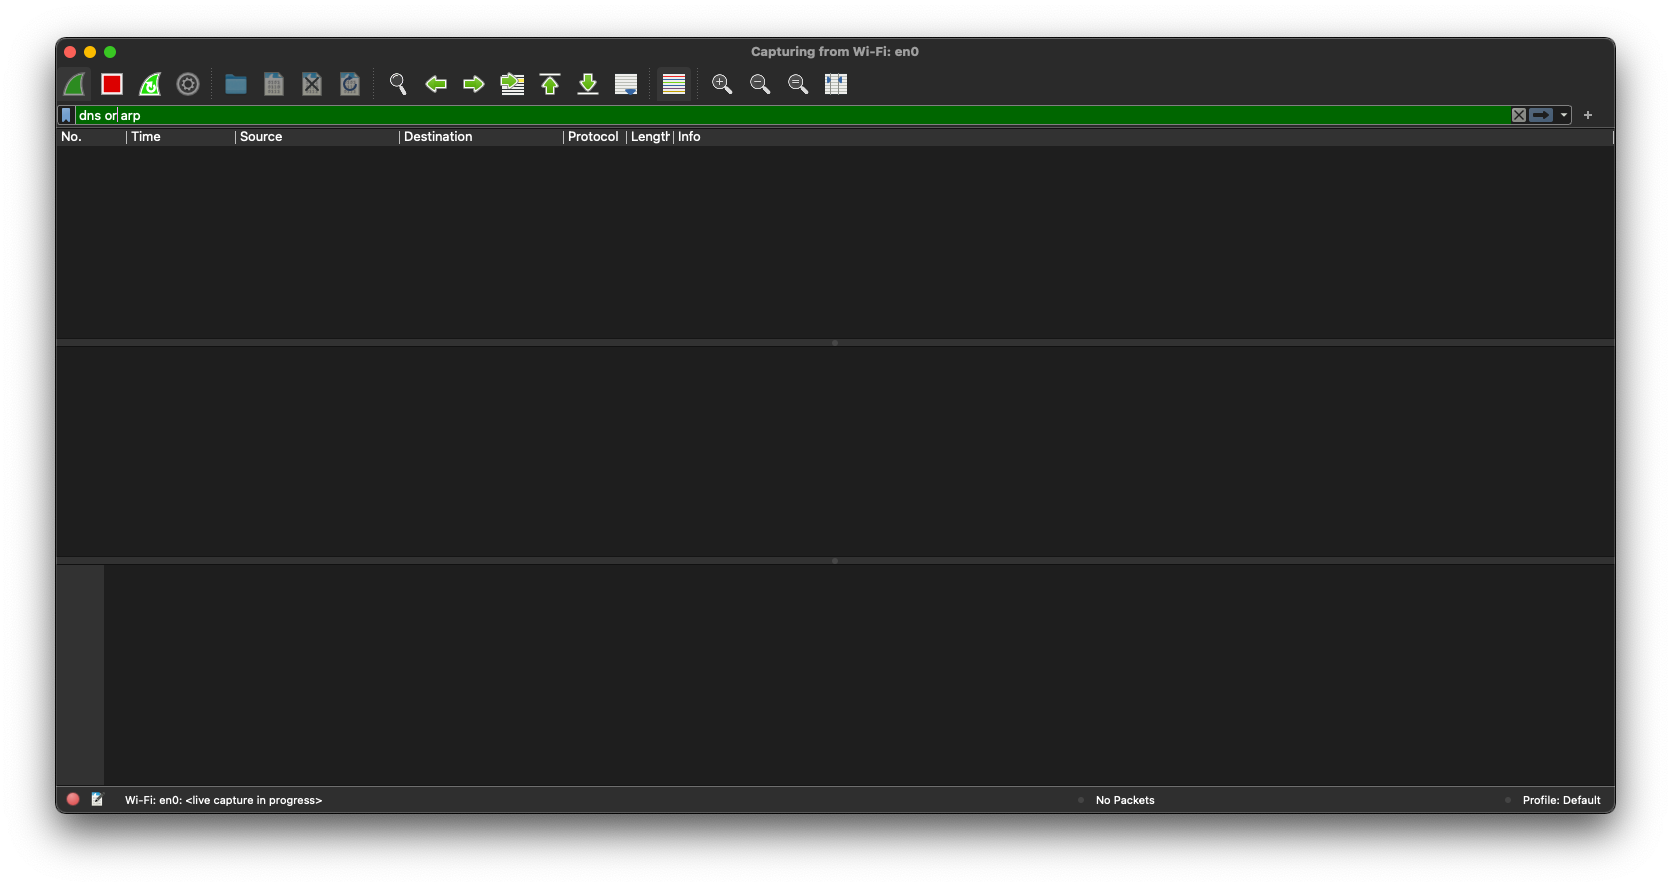 Capturing from Wi-Fi: en0
dns or arp
No. Time Source Destination Protocol Length Info
Wi-Fi: en0: <live capture in progress> No Packets Profile: Default